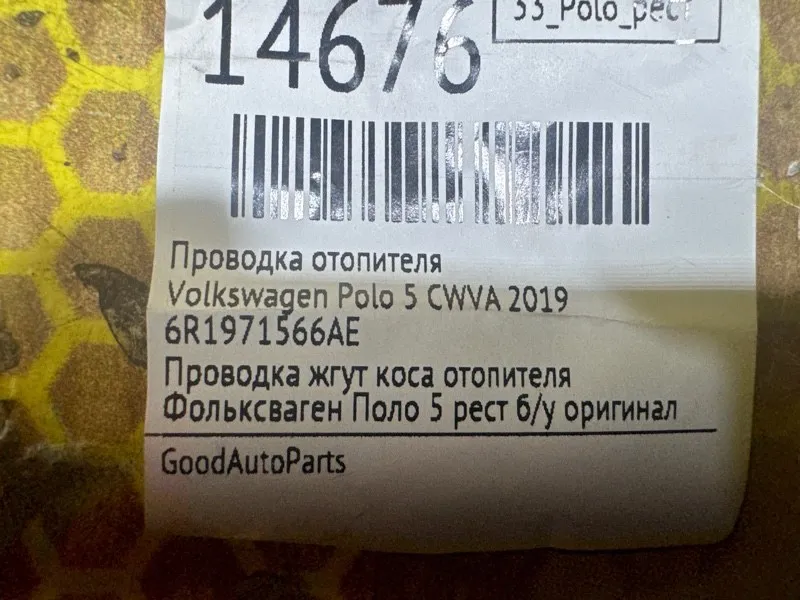 14676
53_Polo_рест
Проводка отопителя
Volkswagen Polo 5 CWVA 2019
6R1971566AE
Проводка жгут коса отопителя
Фольксваген Поло 5 рест б/у оригинал
GoodAutoParts